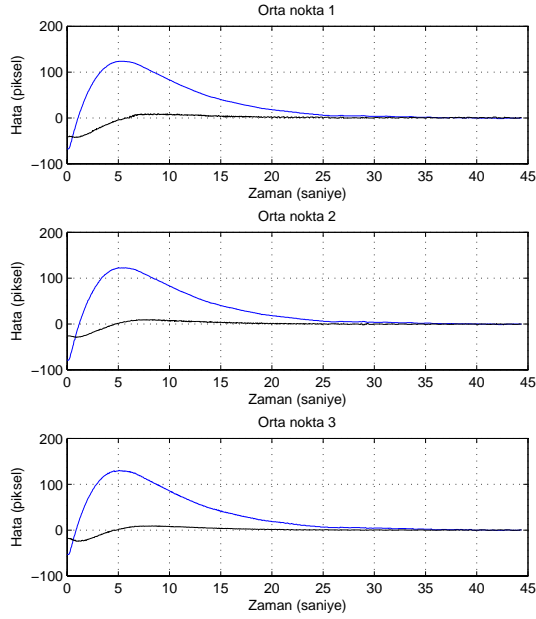 Orta nokta 1
200
100
0
−100
Hata (piksel)
0 5 10 15 20 25 30 35 40 45
Zaman (saniye)
Orta nokta 2
200
100
0
−100
Hata (piksel)
0 5 10 15 20 25 30 35 40 45
Zaman (saniye)
Orta nokta 3
200
100
0
−100
Hata (piksel)
0 5 10 15 20 25 30 35 40 45
Zaman (saniye)